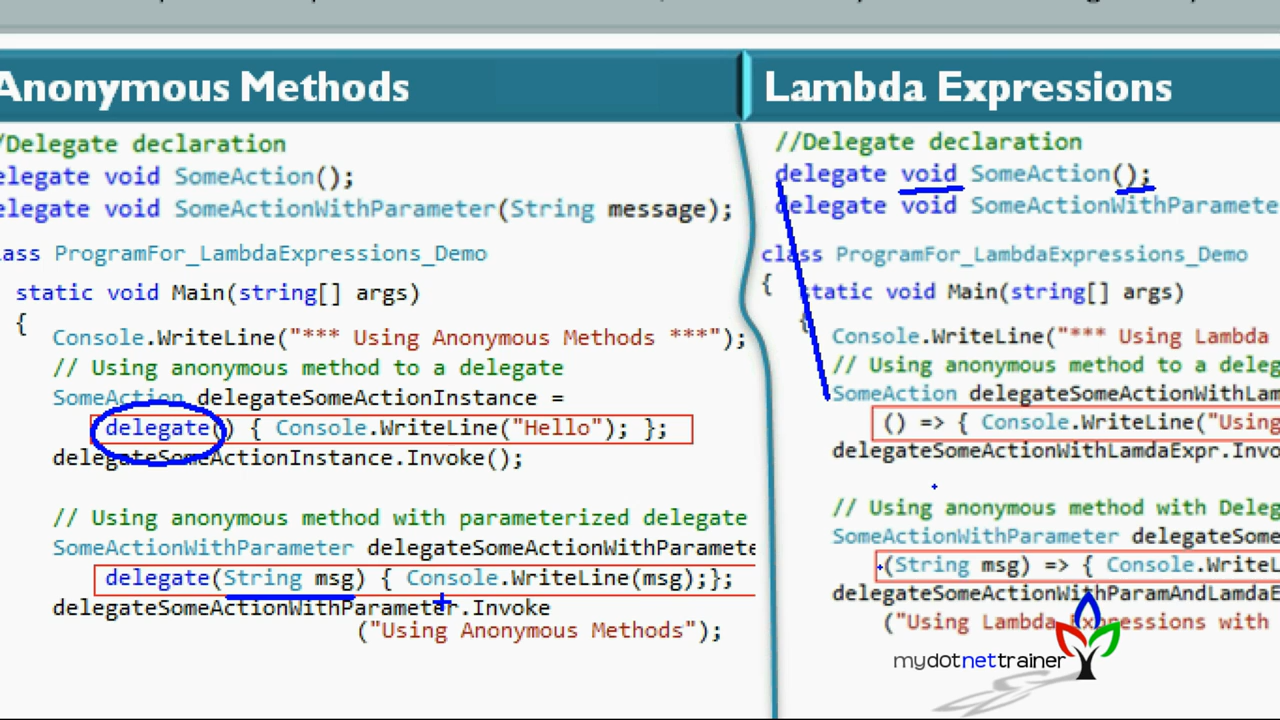 Anonymous Methods
/Delegate declaration
elegate void SomeAction();
elegate void SomeActionWithParameter(String message);
ass ProgramFor_LambdaExpressions_Demo
static void Main(string[] args)
{
Console.WriteLine("*** Using Anonymous Methods ***");
// Using anonymous method to a delegate
SomeAction delegateSomeActionInstance =
delegate() { Console.WriteLine("Hello"); };
delegateSomeActionInstance.Invoke();
// Using anonymous method with parameterized delegate
SomeActionWithParameter delegateSomeActionWithParamete
delegate(String msg) { Console.WriteLine(msg);};
delegateSomeActionWithParameter.Invoke
("Using Anonymous Methods");
Lambda Expressions
//Delegate declaration
delegate void SomeAction();
delegate void SomeActionWithParamete
class ProgramFor_LambdaExpressions_Demo
{
static void Main(string[] args)
{
Console.WriteLine("*** Using Lambda
// Using anonymous method to a deleg
SomeAction delegateSomeActionWithLam
() => { Console.WriteLine("Using
delegateSomeActionWithLamdaExpr.Invo
// Using anonymous method with Deleg
SomeActionWithParameter delegateSome
(String msg) => { Console.WriteL
delegateSomeActionWithParamAndLamdaE
("Using Lambda Expressions with
mydotnettrainer